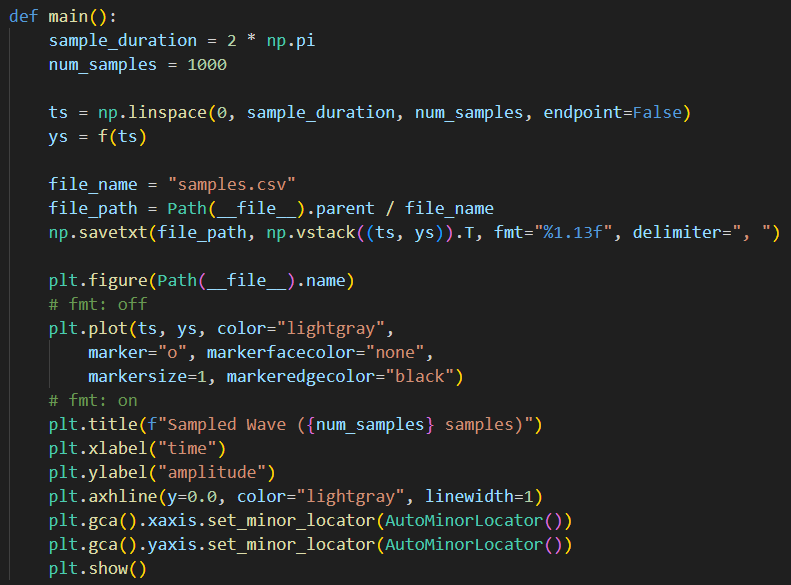 def main():
    sample_duration = 2 * np.pi
    num_samples = 1000

    ts = np.linspace(0, sample_duration, num_samples, endpoint=False)
    ys = f(ts)

    file_name = "samples.csv"
    file_path = Path(__file__).parent / file_name
    np.savetxt(file_path, np.vstack((ts, ys)).T, fmt="%1.13f", delimiter=", ")

    plt.figure(Path(__file__).name)
    # fmt: off
    plt.plot(ts, ys, color="lightgray",
        marker="o", markerfacecolor="none",
        markersize=1, markeredgecolor="black")
    # fmt: on
    plt.title(f"Sampled Wave ({num_samples} samples)")
    plt.xlabel("time")
    plt.ylabel("amplitude")
    plt.axhline(y=0.0, color="lightgray", linewidth=1)
    plt.gca().xaxis.set_minor_locator(AutoMinorLocator())
    plt.gca().yaxis.set_minor_locator(AutoMinorLocator())
    plt.show()